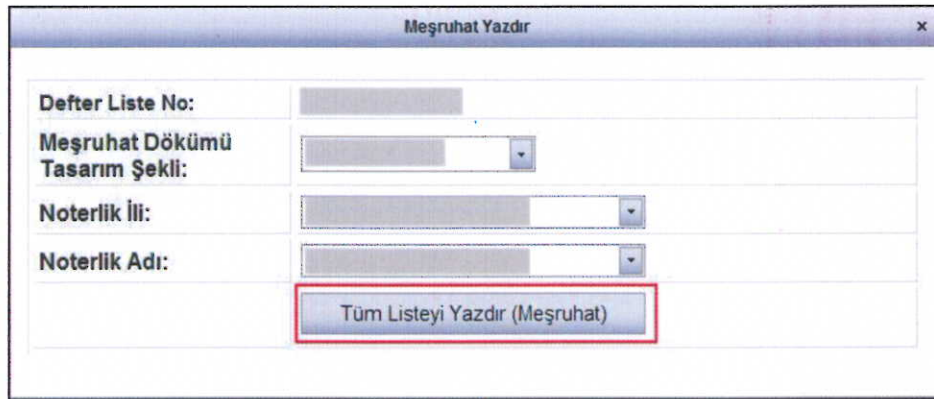 Meşruhat Yazdır
x
Defter Liste No:
Meşruhat Dökümü
Tasarım Şekli:
Noterlik İli:
Noterlik Adı:
Tüm Listeyi Yazdır (Meşruhat)